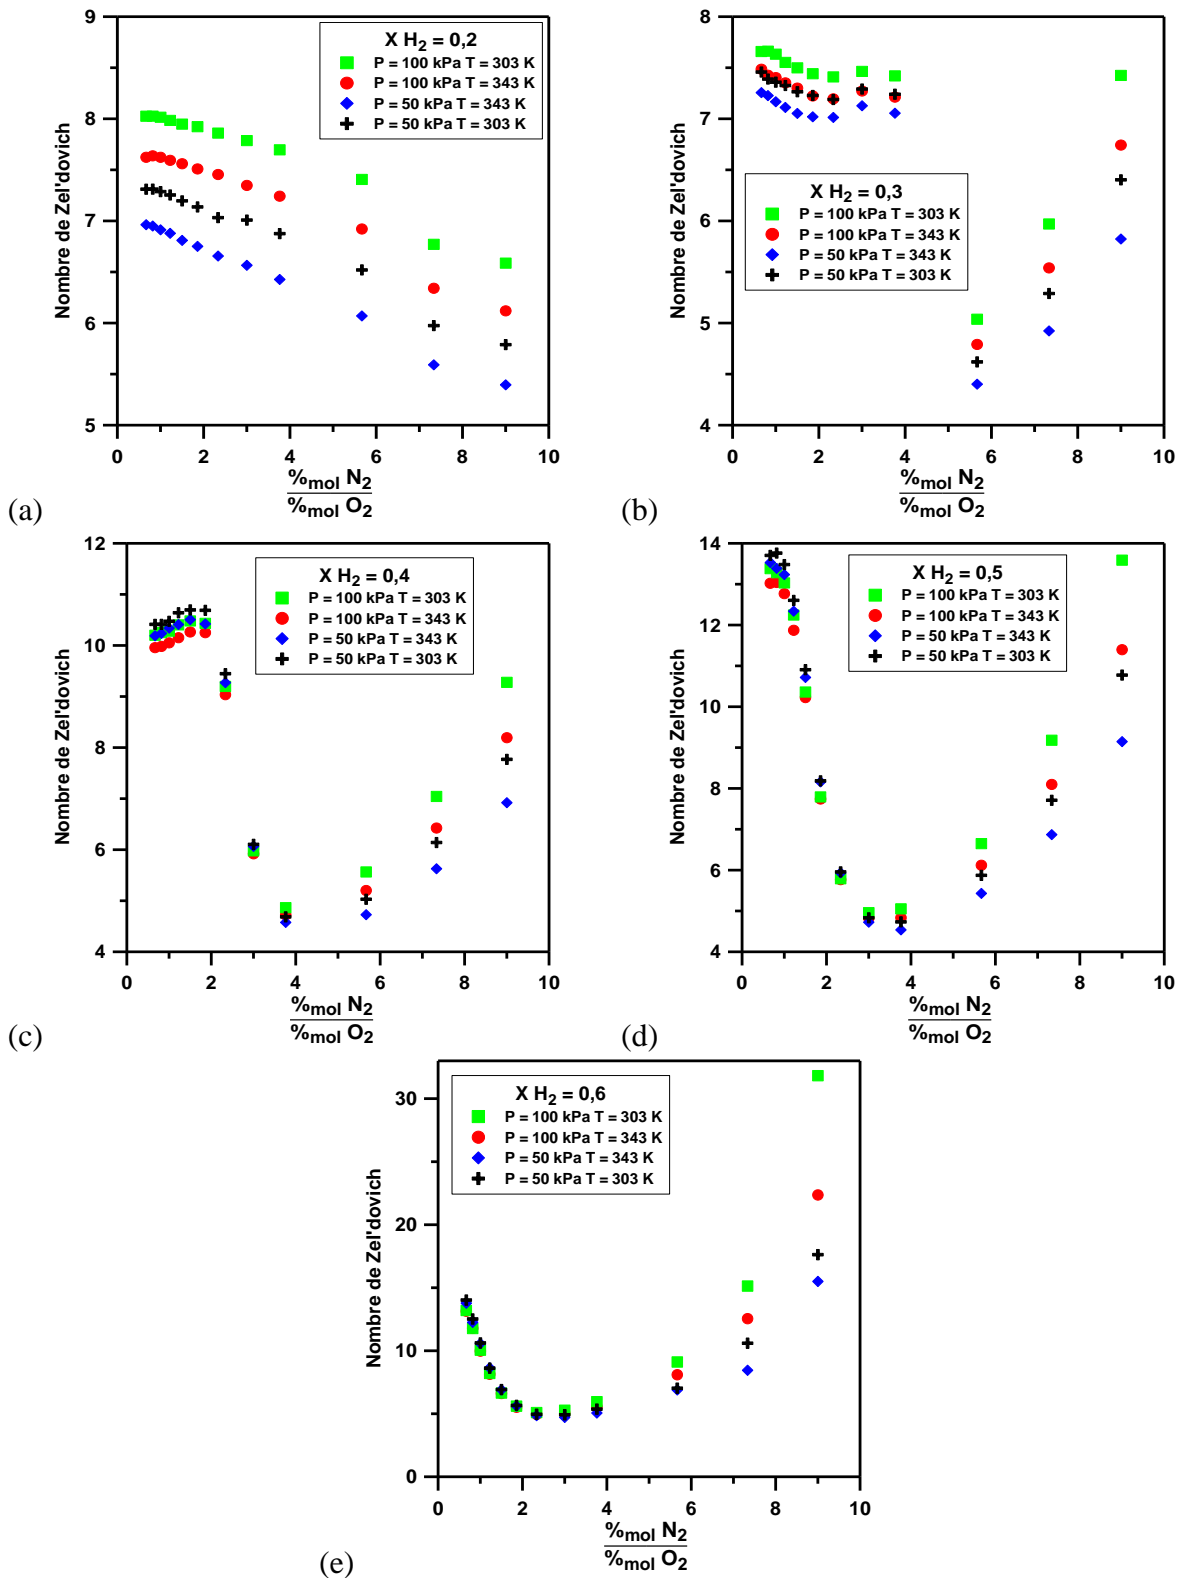 9
8
7
6
5
0
2
4
6
8
10
Nombre de Zel'dovich
X H2 = 0,2
P = 100 kPa T = 303 K
P = 100 kPa T = 343 K
P = 50 kPa T = 343 K
P = 50 kPa T = 303 K
%mol N2
%mol O2
(a)
8
7
6
5
4
0
2
4
6
8
10
Nombre de Zel'dovich
X H2 = 0,3
P = 100 kPa T = 303 K
P = 100 kPa T = 343 K
P = 50 kPa T = 343 K
P = 50 kPa T = 303 K
%mol N2
%mol O2
(b)
12
10
8
6
4
0
2
4
6
8
10
Nombre de Zel'dovich
X H2 = 0,4
P = 100 kPa T = 303 K
P = 100 kPa T = 343 K
P = 50 kPa T = 343 K
P = 50 kPa T = 303 K
%mol N2
%mol O2
(c)
14
12
10
8
6
4
0
2
4
6
8
10
Nombre de Zel'dovich
X H2 = 0,5
P = 100 kPa T = 303 K
P = 100 kPa T = 343 K
P = 50 kPa T = 343 K
P = 50 kPa T = 303 K
%mol N2
%mol O2
(d)
30
20
10
0
0
2
4
6
8
10
Nombre de Zel'dovich
X H2 = 0,6
P = 100 kPa T = 303 K
P = 100 kPa T = 343 K
P = 50 kPa T = 343 K
P = 50 kPa T = 303 K
%mol N2
%mol O2
(e)